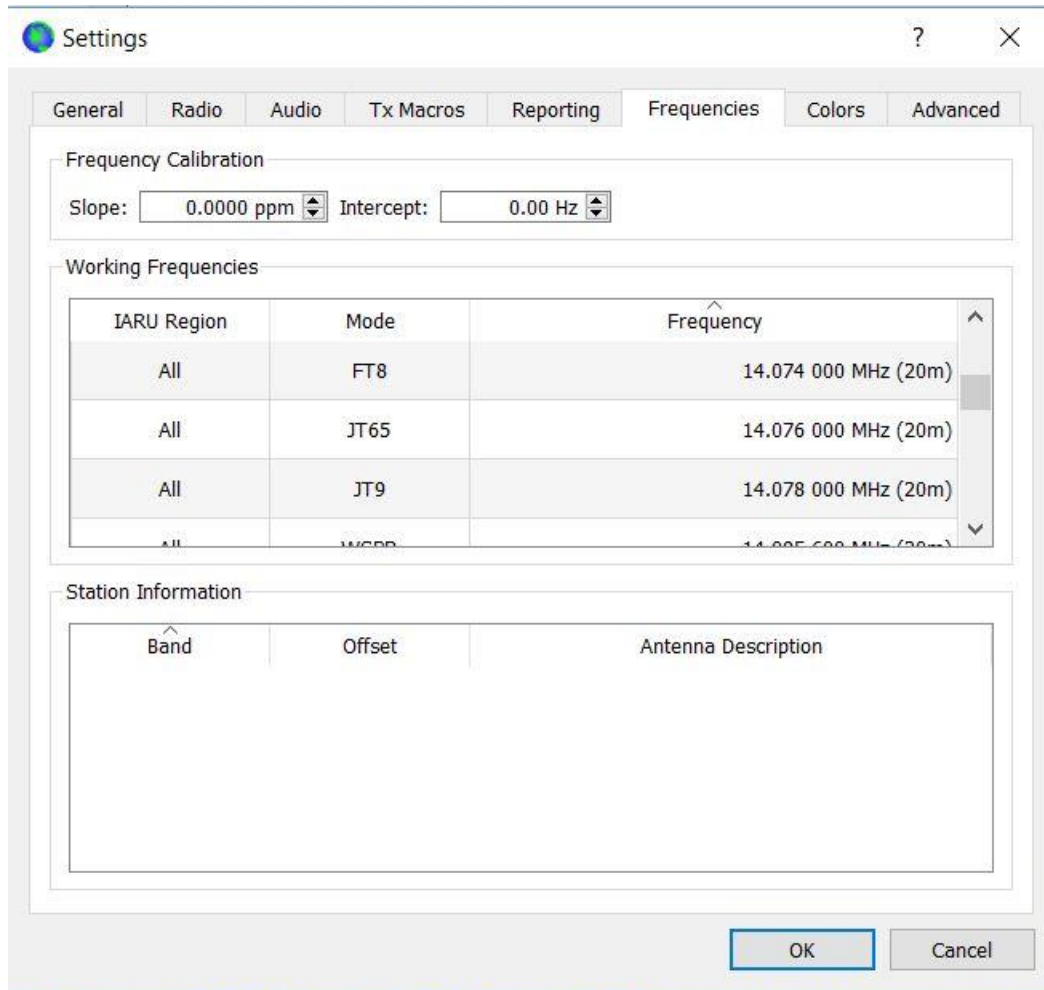 Settings ?
General Radio Audio Tx Macros Reporting Frequencies Colors Advanced
Frequency Calibration
Slope: 0.0000 ppm Intercept: 0.00 Hz
Working Frequencies
IARU Region Mode Frequency
All FT8 14.074 000 MHz (20m)
All JT65 14.076 000 MHz (20m)
All JT9 14.078 000 MHz (20m)
Station Information
Band Offset Antenna Description
OK Cancel